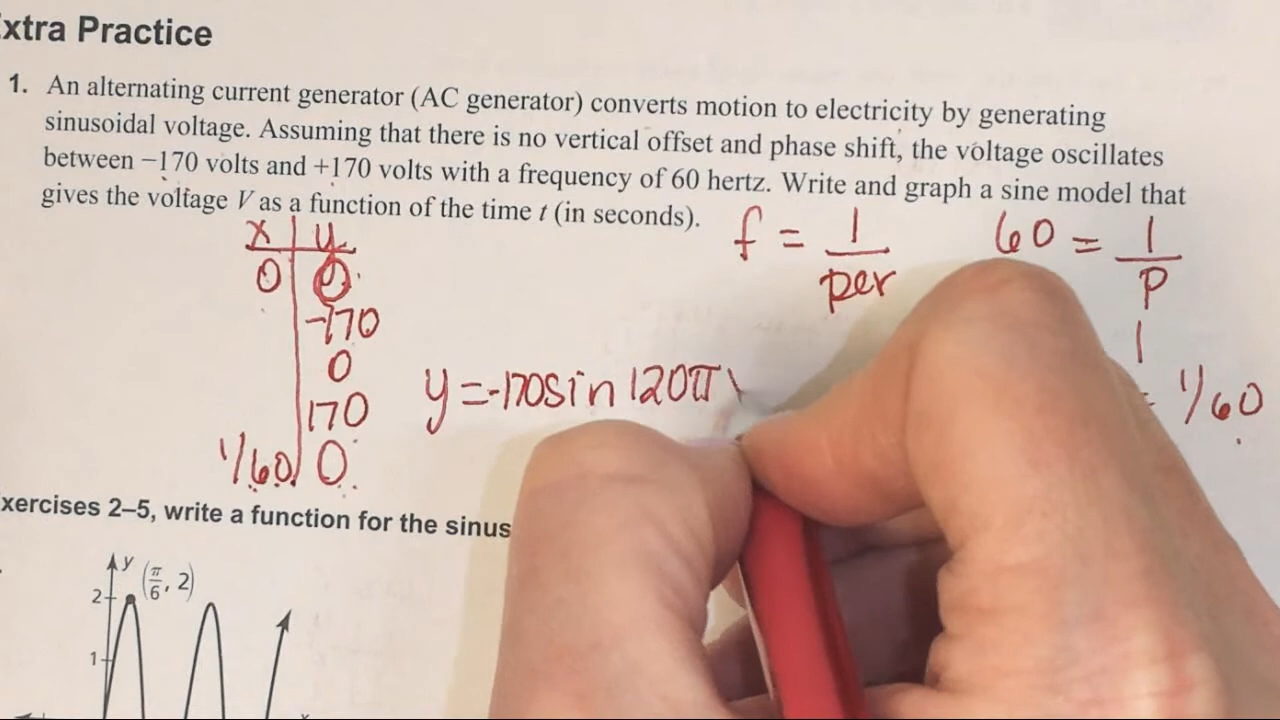 xtra Practice
1. An alternating current generator (AC generator) converts motion to electricity by generating
sinusoidal voltage. Assuming that there is no vertical offset and phase shift, the voltage oscillates
between −170 volts and +170 volts with a frequency of 60 hertz. Write and graph a sine model that
gives the voltage V as a function of the time t (in seconds).
x y
0 0
-170
0
170
1/60 0
f = 1/per
60 = 1/P
1
1/60
y = -170sin 120π
xercises 2–5, write a function for the sinus
y
(π/6, 2)
2
1